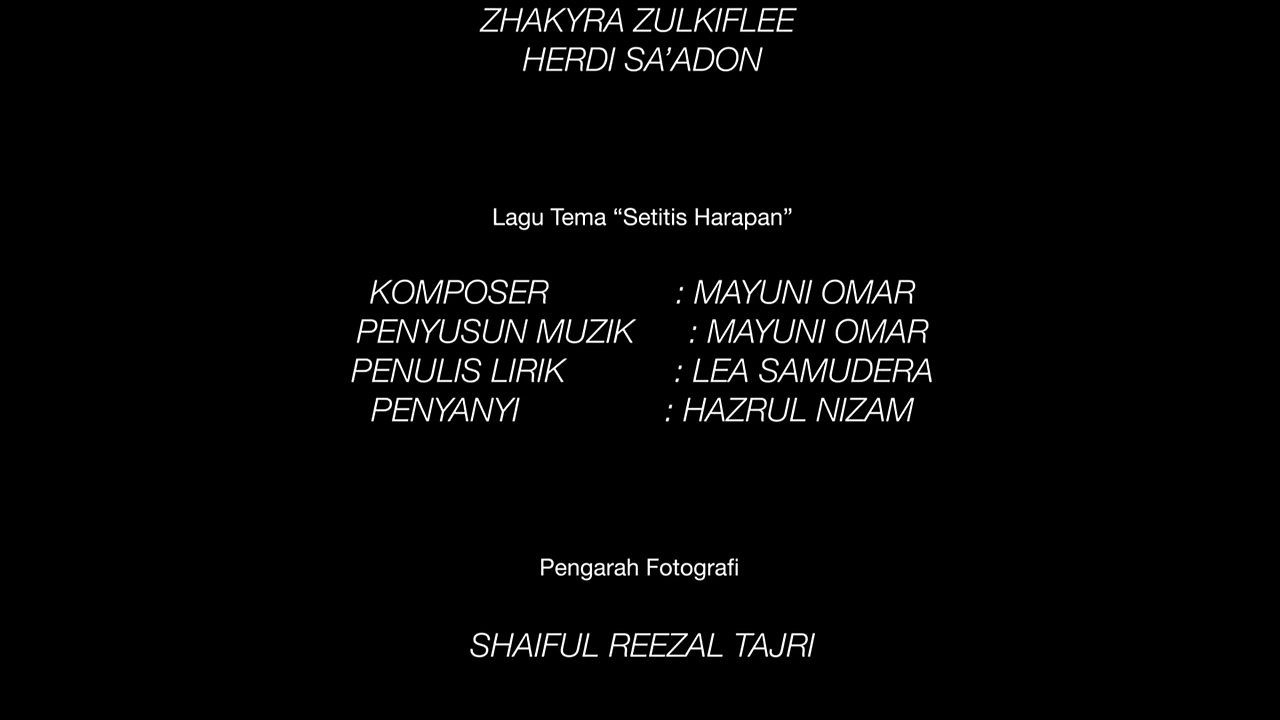 ZHAKYRA ZULKIFLEE
HERDI SA’ADON
Lagu Tema “Setitis Harapan”
KOMPOSER : MAYUNI OMAR
PENYUSUN MUZIK : MAYUNI OMAR
PENULIS LIRIK : LEA SAMUDERA
PENYANYI : HAZRUL NIZAM
Pengarah Fotografi
SHAIFUL REEZAL TAJRI